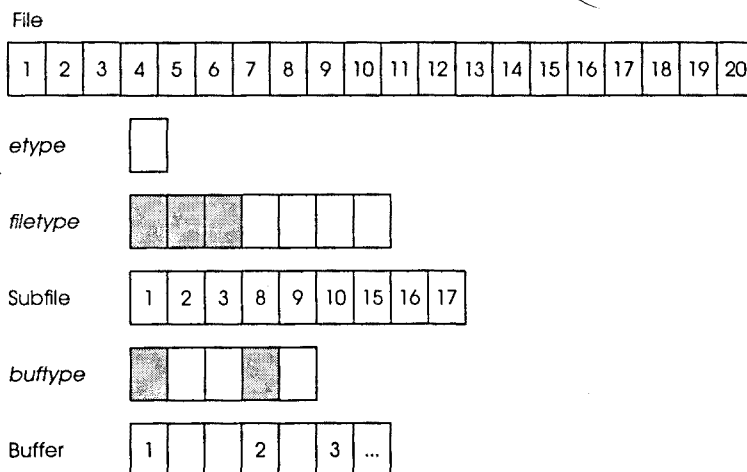 File
1 2 3 4 5 6 7 8 9 10 11 12 13 14 15 16 17 18 19 20
etype
filetype
Subfile 1 2 3 8 9 10 15 16 17
buftype
Buffer 1 2 3 ...